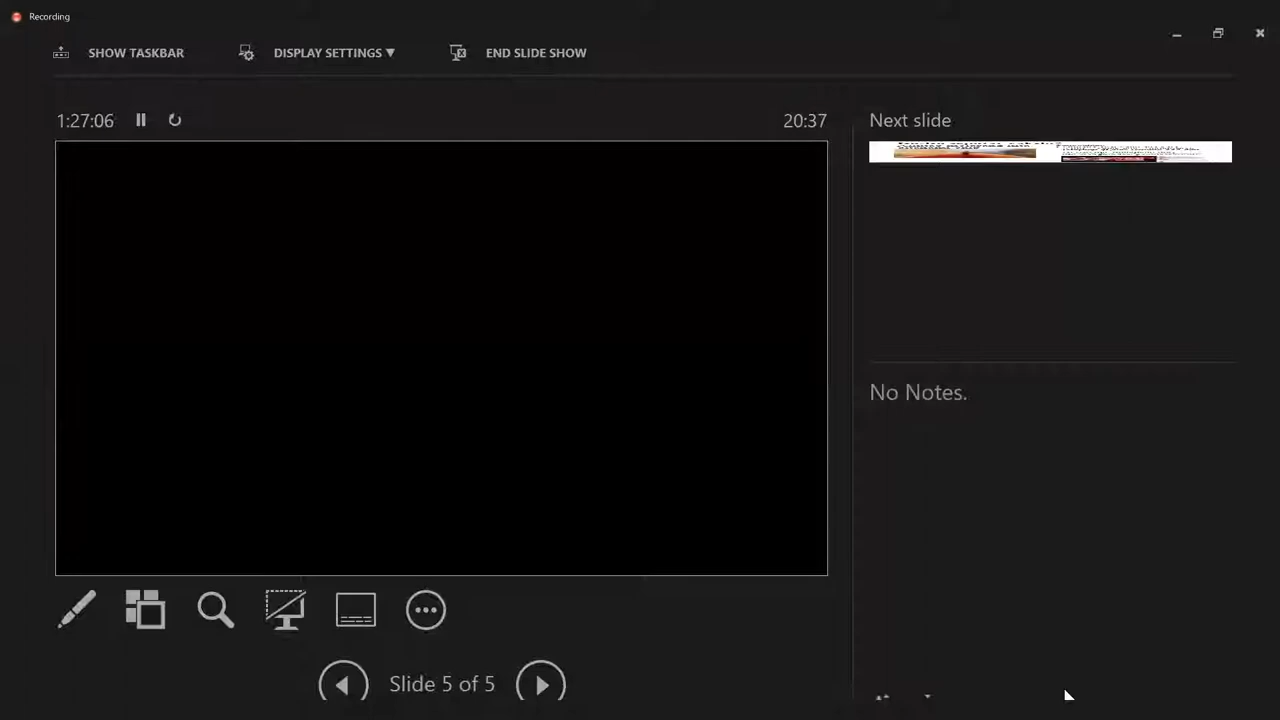 Recording
SHOW TASKBAR
DISPLAY SETTINGS ▼
END SLIDE SHOW
1:27:06
20:37
Next slide
No Notes.
Slide 5 of 5